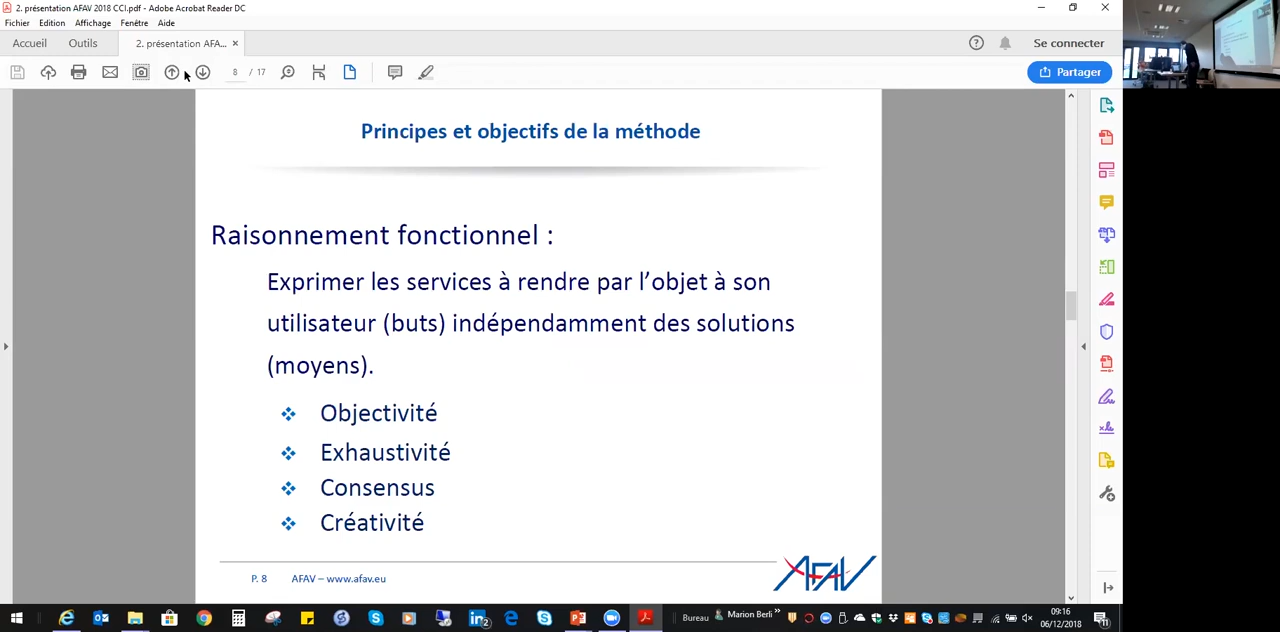 2. présentation AFAV 2018 CCI.pdf - Adobe Acrobat Reader DC
Fichier Edition Affichage Fenêtre Aide
Accueil Outils 2. présentation AFA... × Se connecter
8 / 17 Partager
Principes et objectifs de la méthode
Raisonnement fonctionnel :
Exprimer les services à rendre par l’objet à son
utilisateur (buts) indépendamment des solutions
(moyens).
Objectivité
Exhaustivité
Consensus
Créativité
P. 8 AFAV – www.afav.eu
AFAV
Bureau Marion Berli »
09:16
06/12/2018